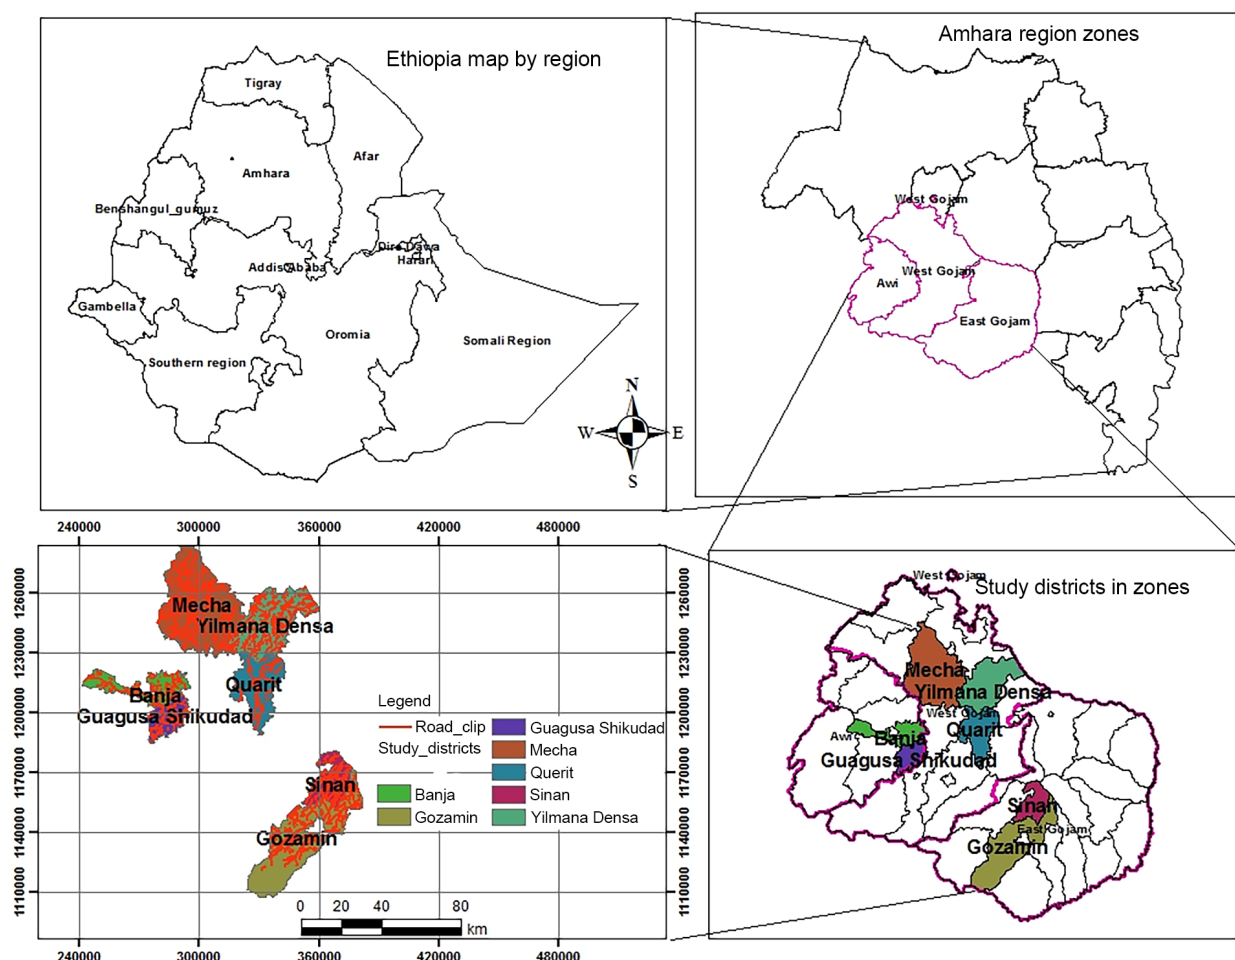 Ethiopia map by region
Tigray
Afar
Amhara
Benshangul_gumuz
Dire Dawa
Harari
Addis Ababa
Gambella
Oromia
Somali Region
Southern region
N
W
E
S
Amhara region zones
West Gojam
West Gojam
Awi
East Gojam
240000
300000
360000
420000
480000
1260000
1230000
1200000
1170000
1140000
1110000
Mecha
Yilmana Densa
Quarit
Banja
Guagusa Shikudad
Sinan
Gozamin
Legend
Road_clip
Study_districts
Banja
Gozamin
Guagusa Shikudad
Mecha
Querit
Sinan
Yilmana Densa
0
20
40
80
km
240000
300000
360000
420000
480000
1260000
1230000
1200000
1170000
1140000
1110000
West Gojam
Study districts in zones
Mecha
Yilmana Densa
West Gojam
Quarit
Awi
Banja
Guagusa Shikudad
Sinan
East Gojam
Gozamin